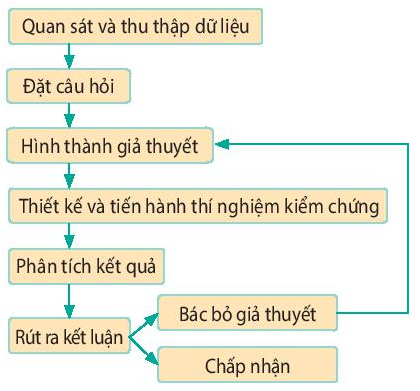 Quan sát và thu thập dữ liệu
Đặt câu hỏi
Hình thành giả thuyết
Thiết kế và tiến hành thí nghiệm kiểm chứng
Phân tích kết quả
Rút ra kết luận
Bác bỏ giả thuyết
Chấp nhận